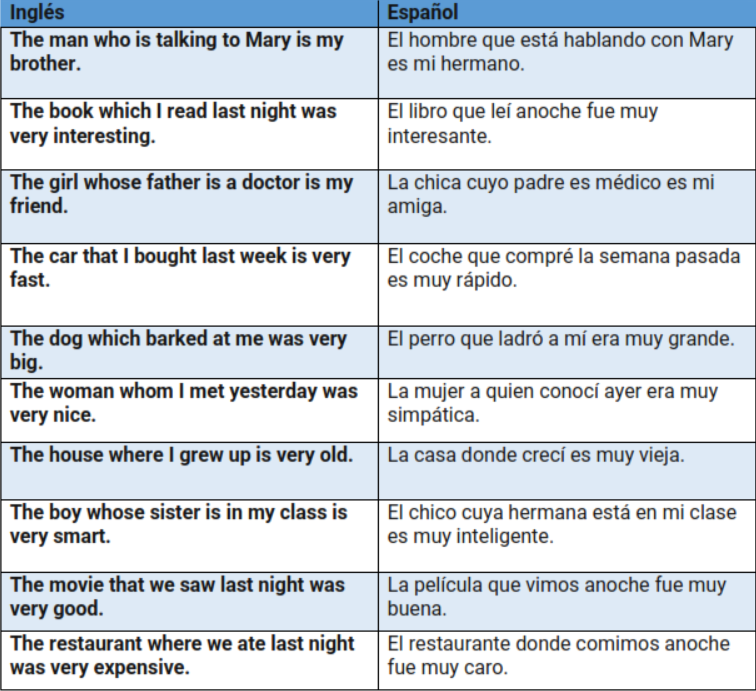 Inglés Español
The man who is talking to Mary is my El hombre que está hablando con Mary
brother. es mi hermano.
The book which I read last night was El libro que leí anoche fue muy
very interesting. interesante.
The girl whose father is a doctor is my La chica cuyo padre es médico es mi
friend. amiga.
The car that I bought last week is very El coche que compré la semana pasada
fast. es muy rápido.
The dog which barked at me was very El perro que ladró a mí era muy grande.
big.
The woman whom I met yesterday was La mujer a quien conocí ayer era muy
very nice. simpática.
The house where I grew up is very old. La casa donde crecí es muy vieja.
The boy whose sister is in my class is El chico cuya hermana está en mi clase
very smart. es muy inteligente.
The movie that we saw last night was La película que vimos anoche fue muy
very good. buena.
The restaurant where we ate last night El restaurante donde comimos anoche
was very expensive. fue muy caro.